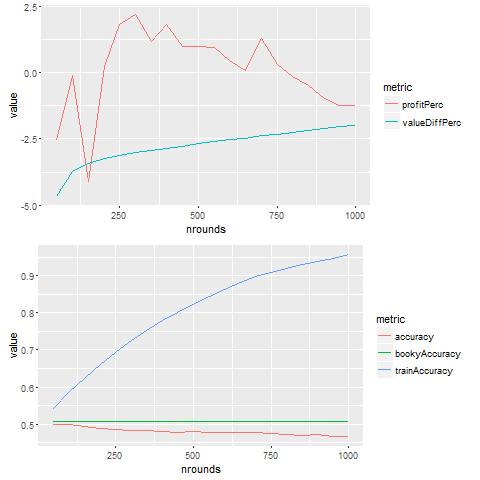 2.5
0.0
-2.5
-5.0
value
250
500
750
1000
nrounds
metric
profitPerc
valueDiffPerc
0.9
0.8
0.7
0.6
0.5
value
250
500
750
1000
nrounds
metric
accuracy
bookyAccuracy
trainAccuracy